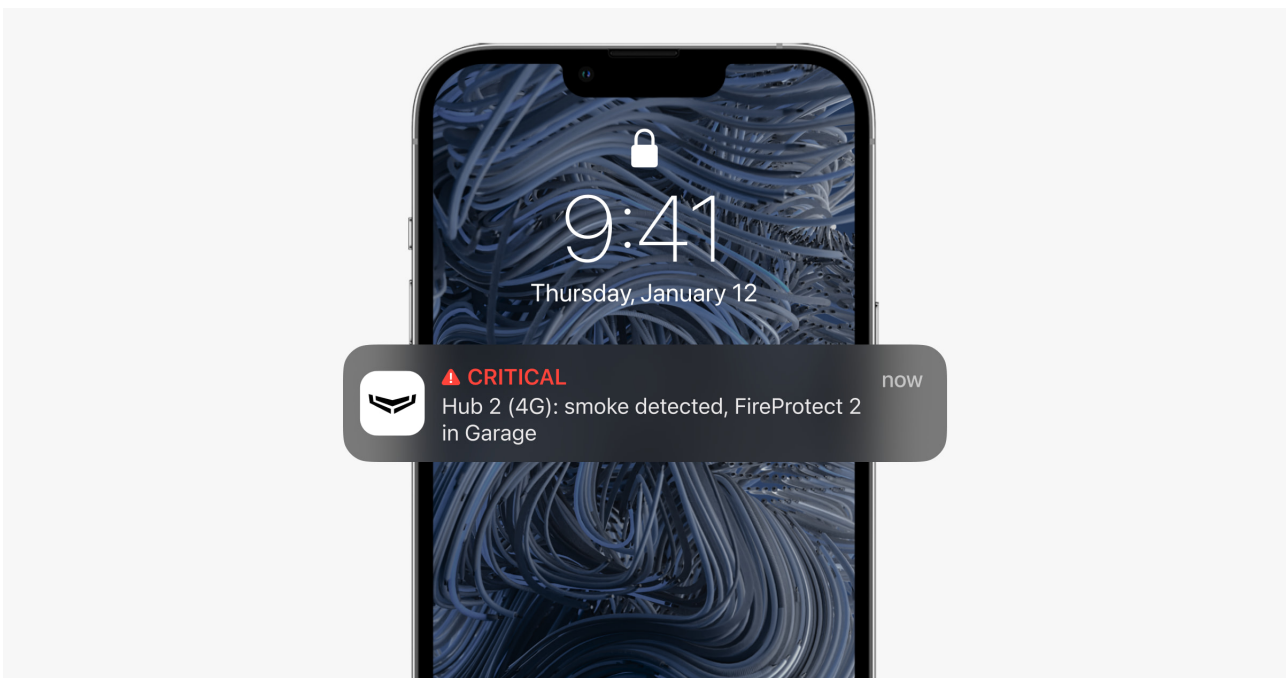 9:41
Thursday, January 12
CRITICAL
now
Hub 2 (4G): smoke detected, FireProtect 2
in Garage